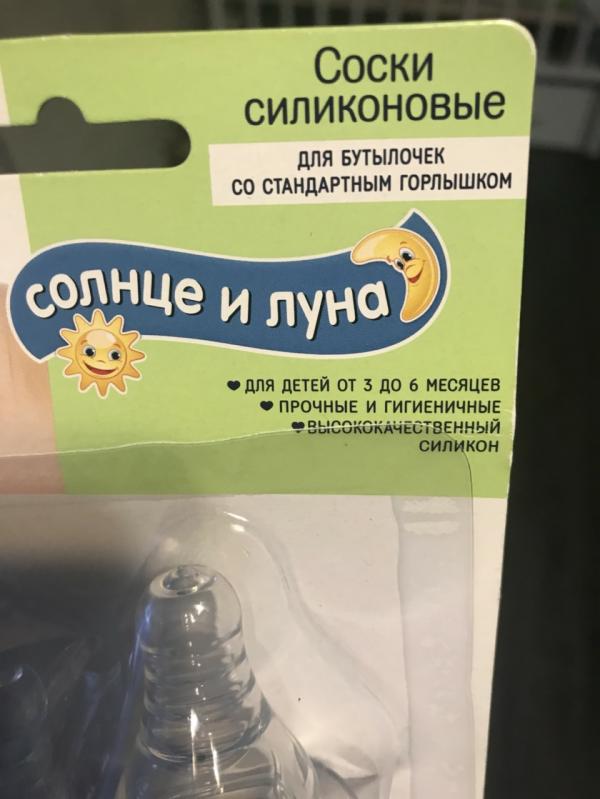 Соски
силиконовые
ДЛЯ БУТЫЛОЧЕК
СО СТАНДАРТНЫМ ГОРЛЫШКОМ
солнце и луна
ДЛЯ ДЕТЕЙ ОТ 3 ДО 6 МЕСЯЦЕВ
ПРОЧНЫЕ И ГИГИЕНИЧНЫЕ
ВЫСОКОКАЧЕСТВЕННЫЙ
СИЛИКОН